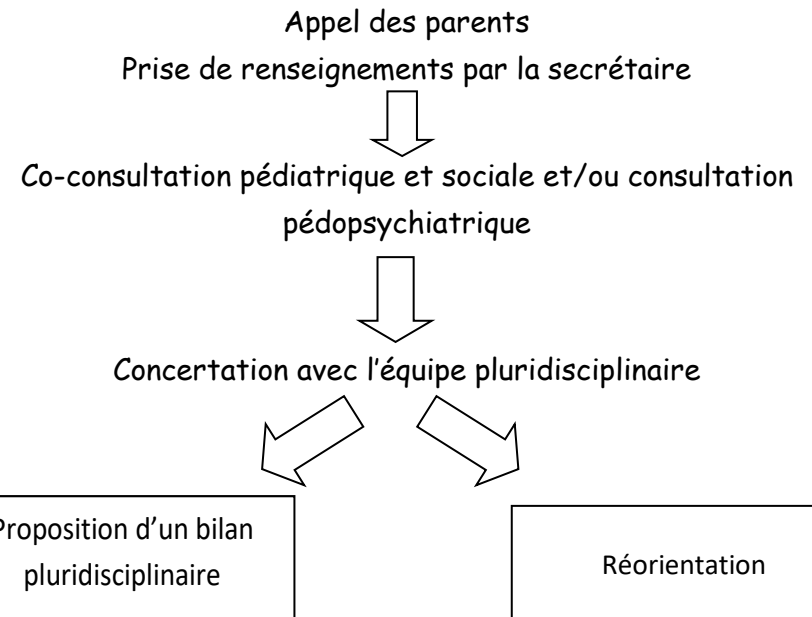 Appel des parents
Prise de renseignements par la secrétaire
Co-consultation pédiatrique et sociale et/ou consultation
pédopsychiatrique
Concertation avec l’équipe pluridisciplinaire
Proposition d’un bilan
pluridisciplinaire
Réorientation